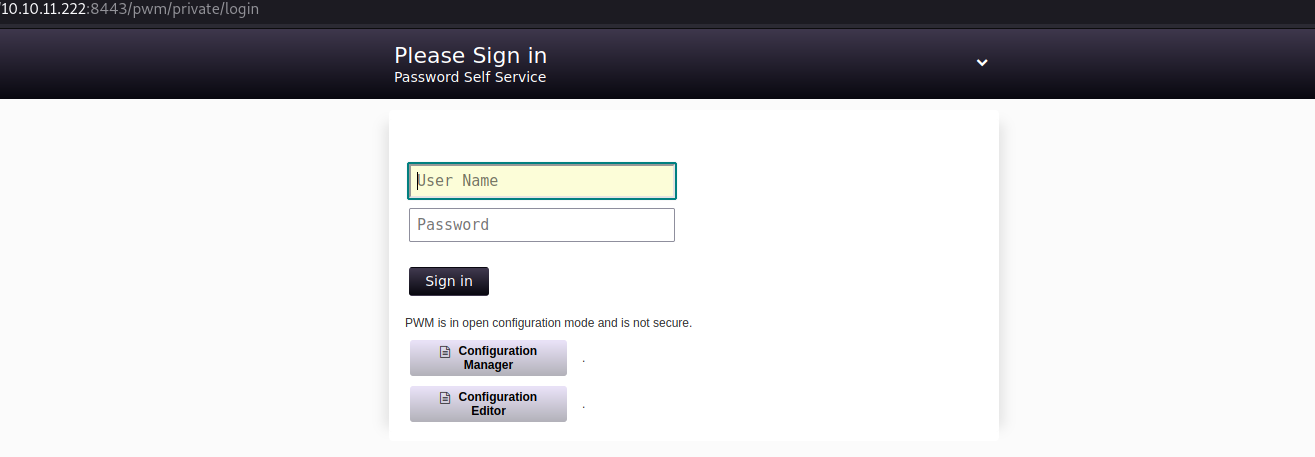 10.10.11.222:8443/pwm/private/login
Please Sign in
Password Self Service
User Name
Password
Sign in
PWM is in open configuration mode and is not secure.
Configuration
Manager
.
Configuration
Editor
.